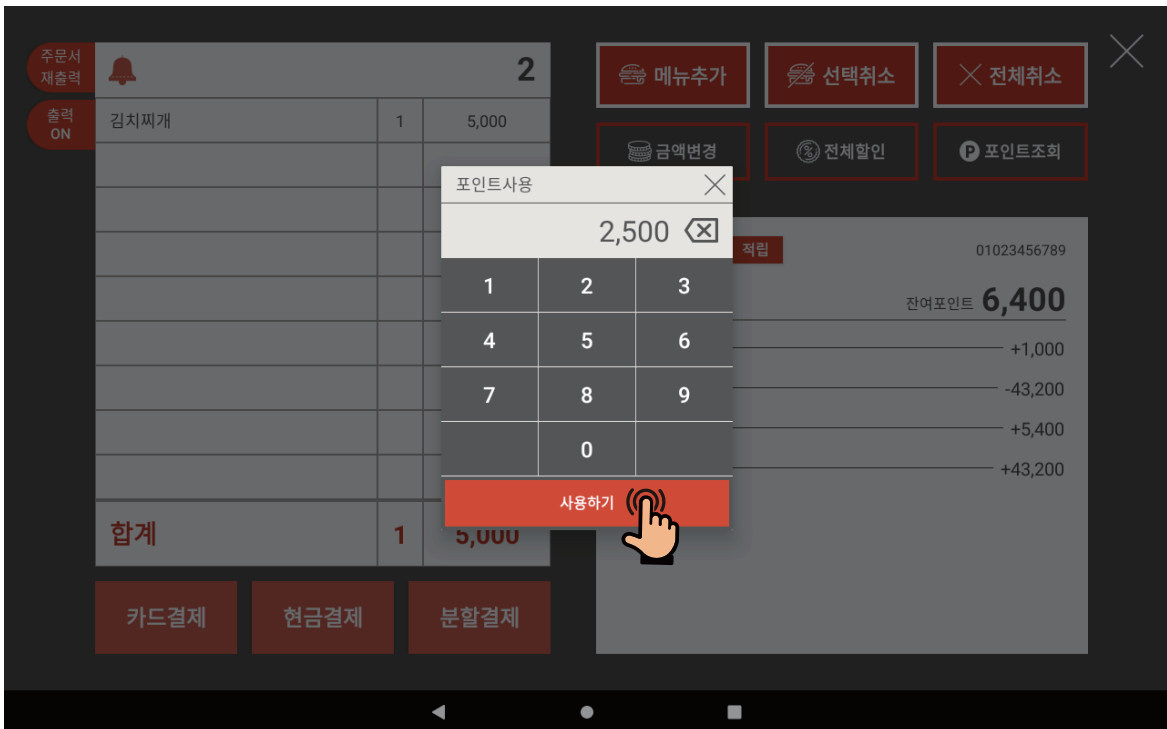 주문서
재출력
출력
ON
2
김치찌개 1 5,000
합계 1 5,000
카드결제 현금결제 분할결제
메뉴추가 선택취소 전체취소
금액변경 전체할인 P 포인트조회
적립 01023456789
잔여포인트 6,400
+1,000
-43,200
+5,400
+43,200
포인트사용
2,500
1 2 3
4 5 6
7 8 9
0
사용하기